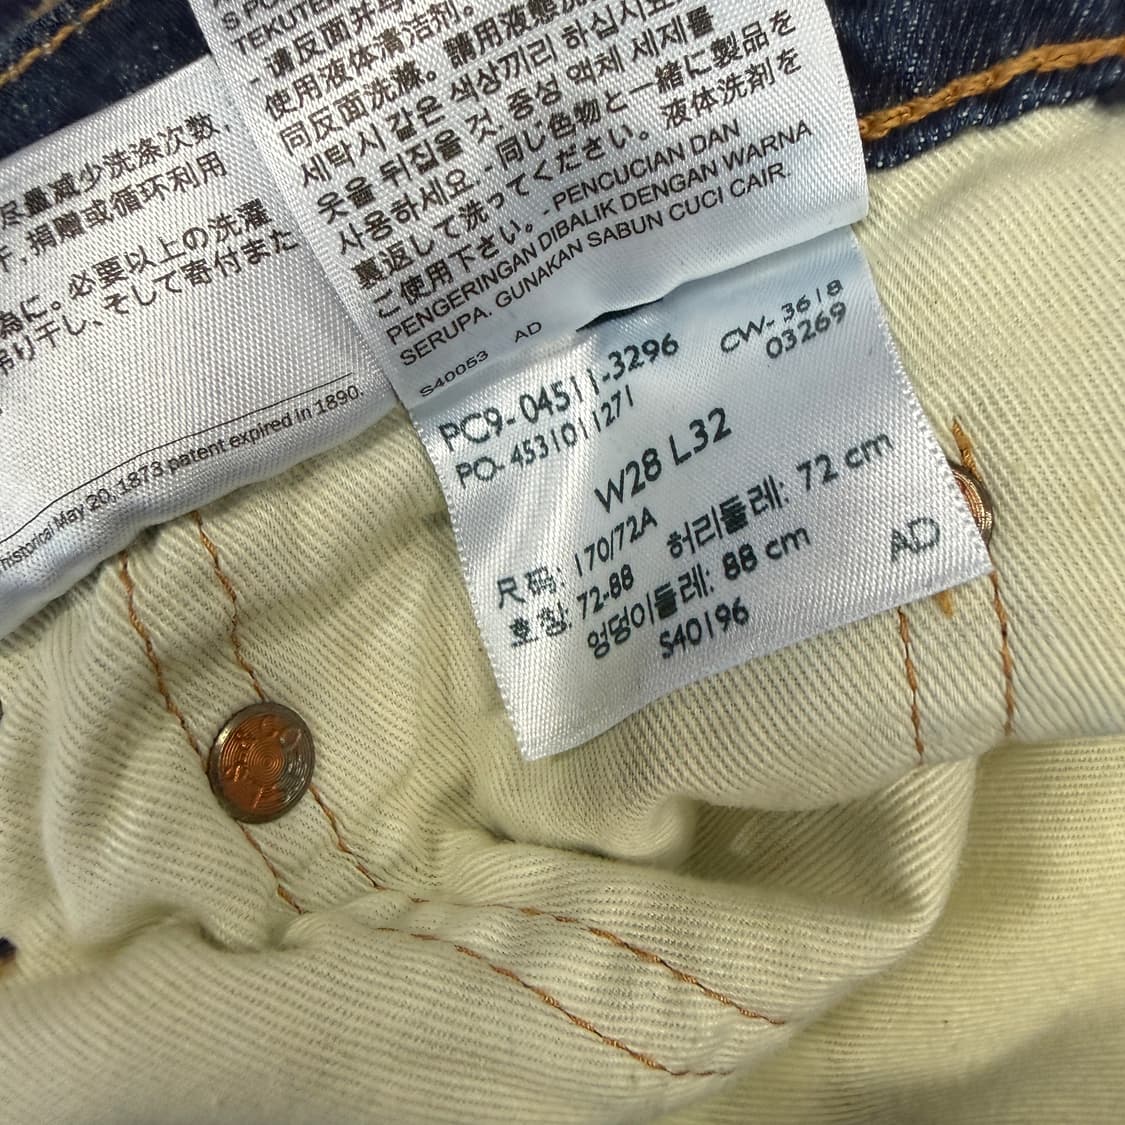 尽量减少洗涤次数,
捐赠或循环利用
為に。必要以上の洗濯
吊り干し、そして寄付また
historical May 20, 1873 patent expired in 1890.
- 请反面并与
使用液体清洁剂。請用液態洗
同反面洗滌。
세탁시 같은 색상끼리 하십시오
옷을 뒤집을 것, 중성 액체 세제를
사용하세요. -同じ色物と一緒に製品を
裏返して洗ってください。液体洗剤を
ご使用下さい。- PENCUCIAN DAN
PENGERINGAN DIBALIK DENGAN WARNA
SERUPA. GUNAKAN SABUN CUCI CAIR.
S40053 AD
PC9-04511-3296 CW- 3618
PO- 4531011271 03269
W28 L32
尺码: 170/72A 허리둘레: 72 cm
호칭: 72-88 엉덩이둘레: 88 cm
S40196 AD